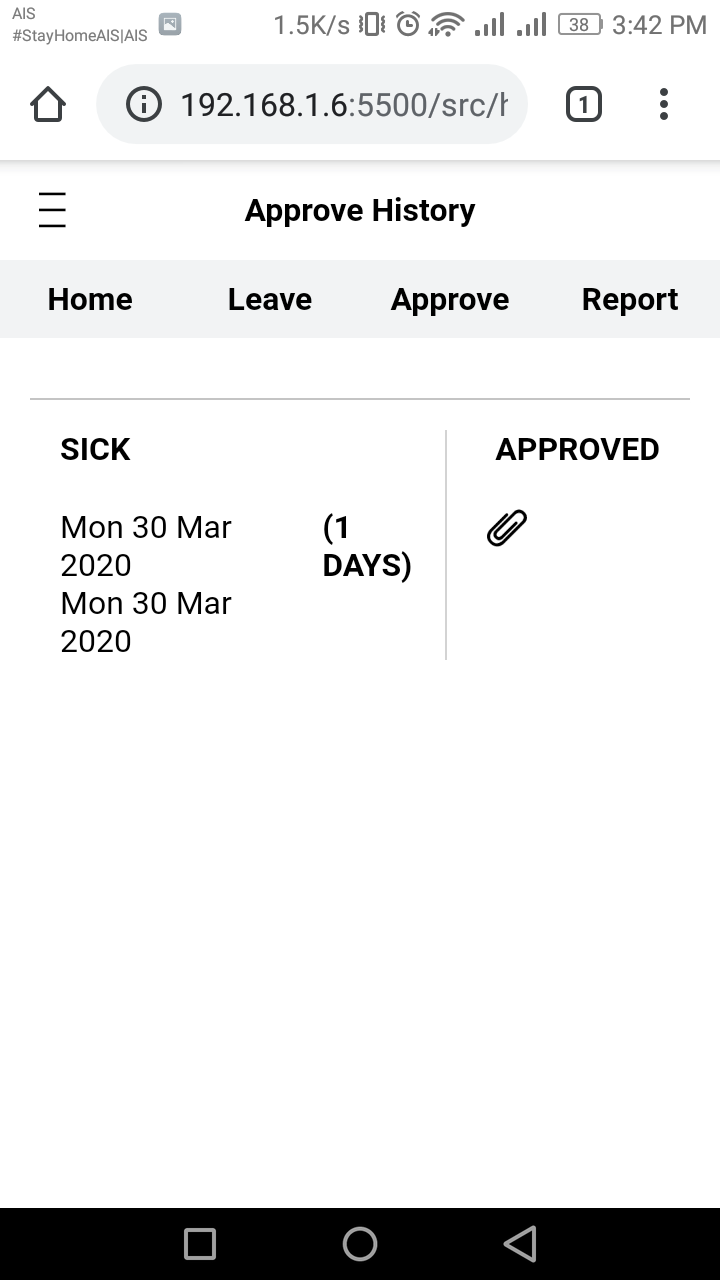 AIS
#StayHomeAIS|AIS
1.5K/s 38 3:42 PM
192.168.1.6:5500/src/h
1
Approve History
Home Leave Approve Report
SICK
APPROVED
Mon 30 Mar
2020
Mon 30 Mar
2020
(1
DAYS)